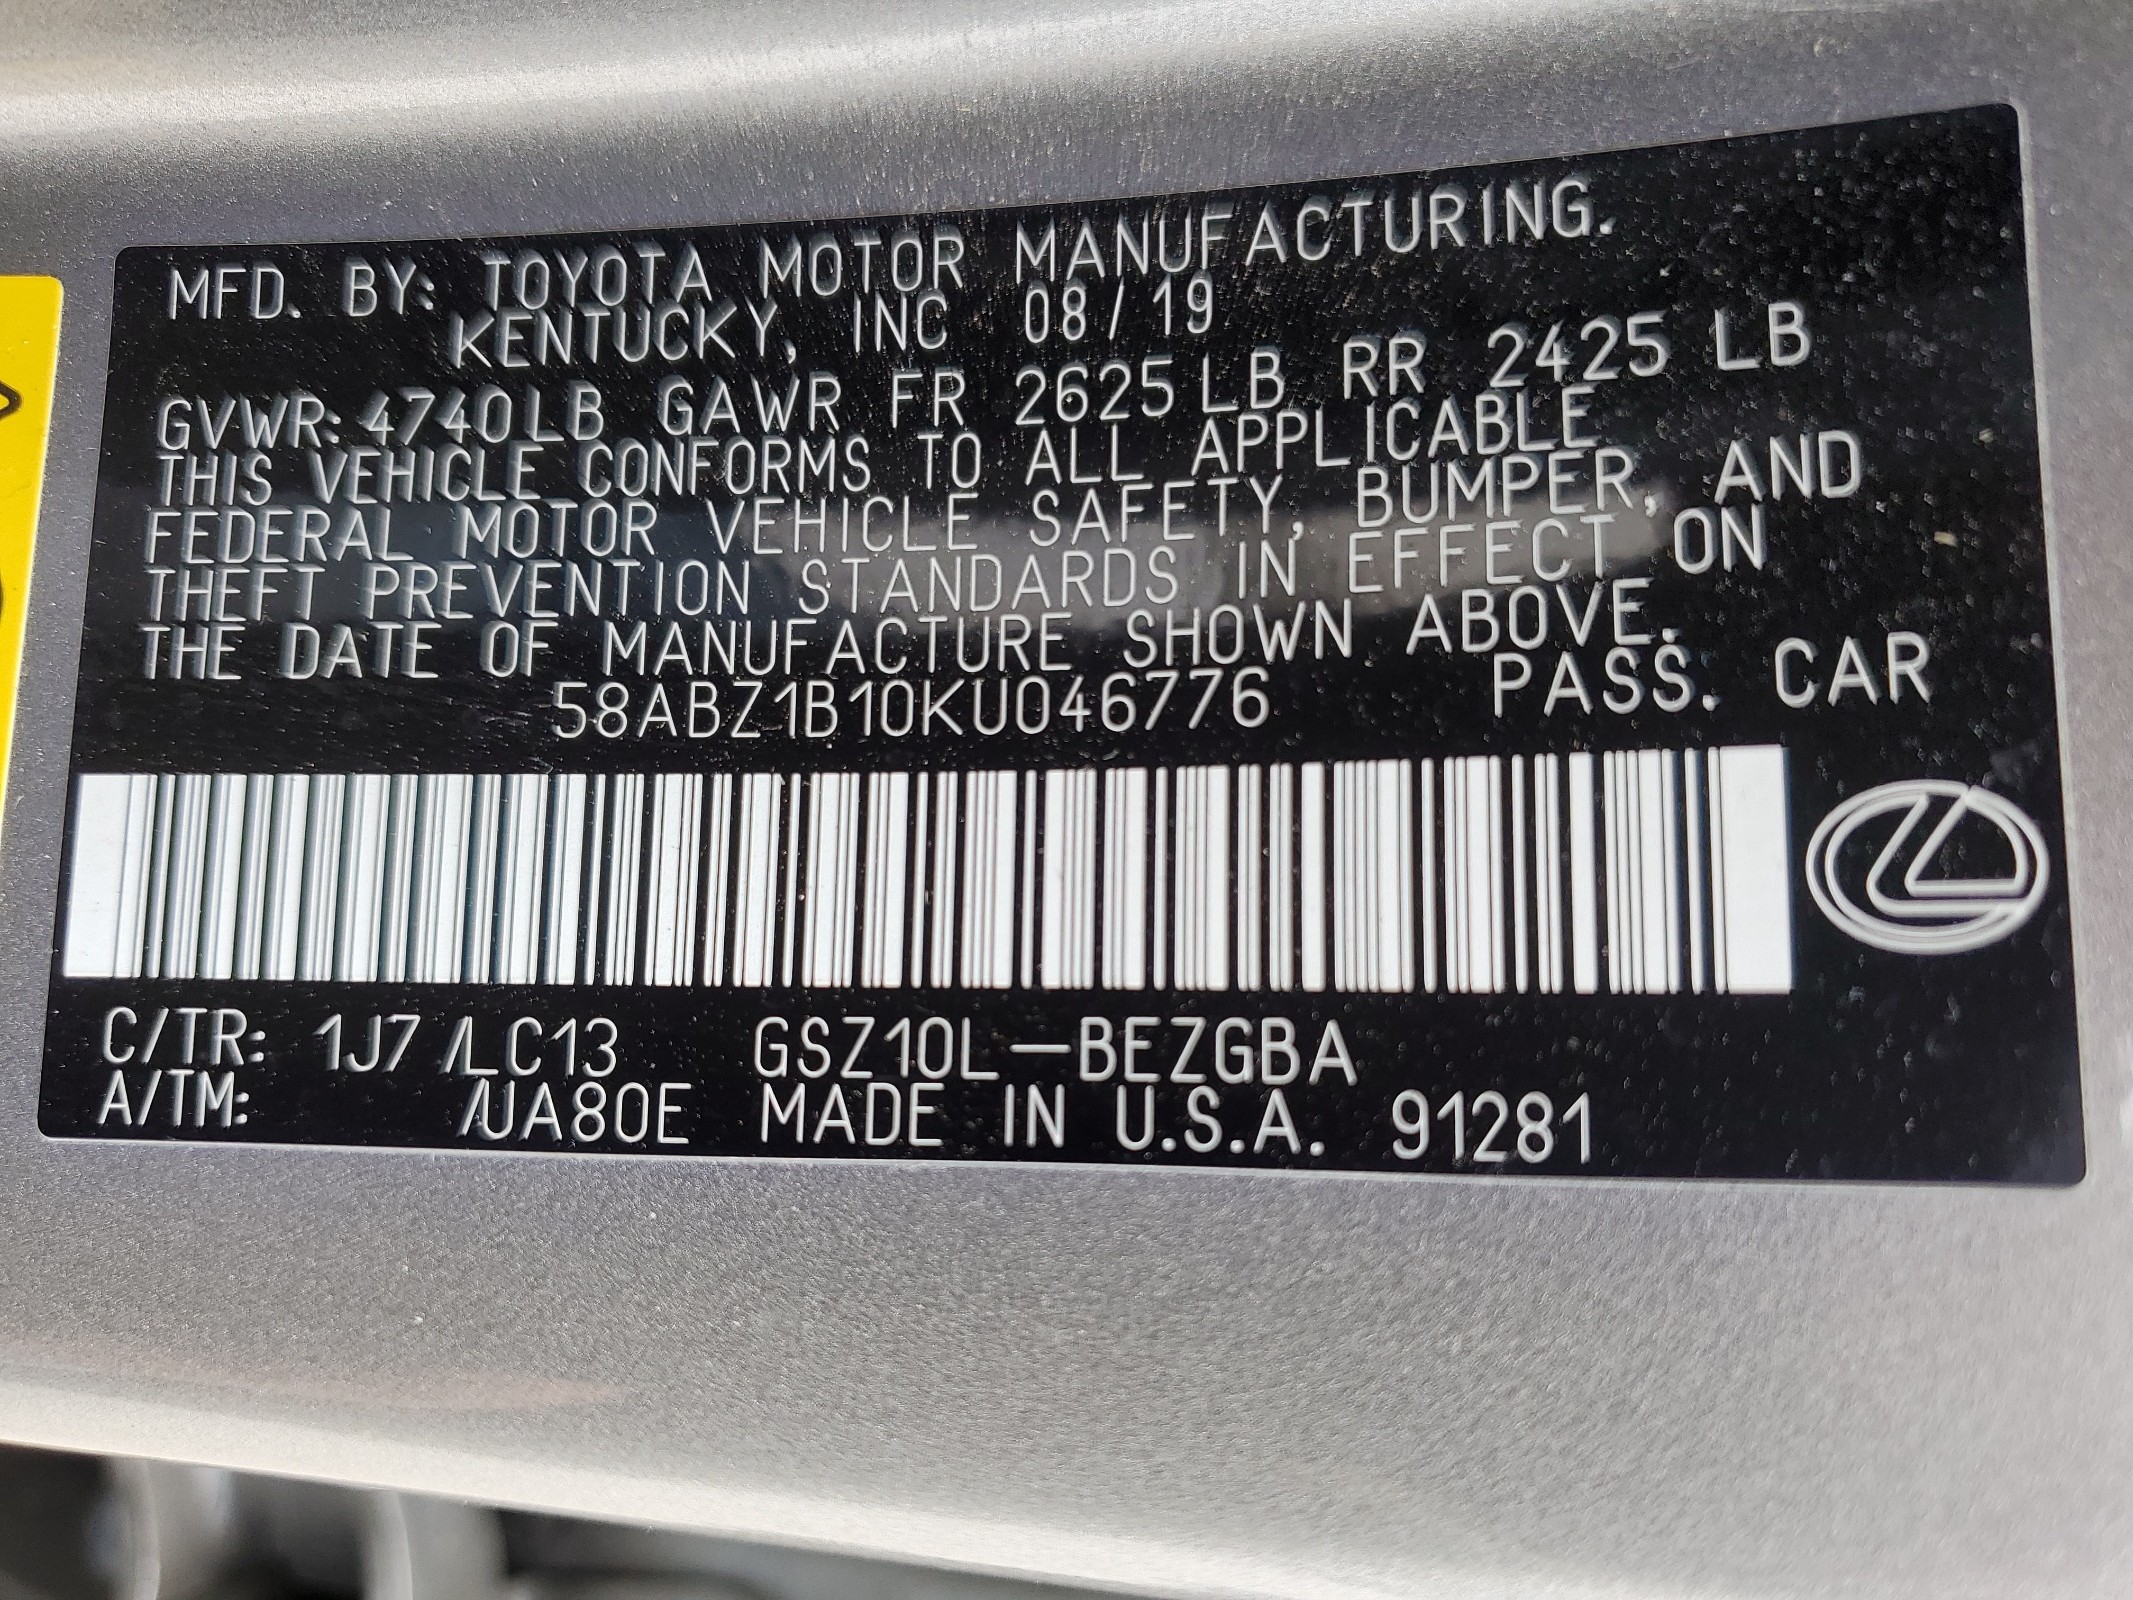 MFD. BY: TOYOTA MOTOR MANUFACTURING.
KENTUCKY, INC 08/19
GVWR: 4740LB GAWR FR 2625LB RR 2425 LB
THIS VEHICLE CONFORMS TO ALL APPLICABLE
FEDERAL MOTOR VEHICLE SAFETY, BUMPER, AND
THEFT PREVENTION STANDARDS IN EFFECT ON
THE DATE OF MANUFACTURE SHOWN ABOVE.
58ABZ1B10KU046776 PASS. CAR
C/TR: 1J7 /LC13 GSZ10L-BEZGBA
A/TM: /UA80E MADE IN U.S.A. 91281